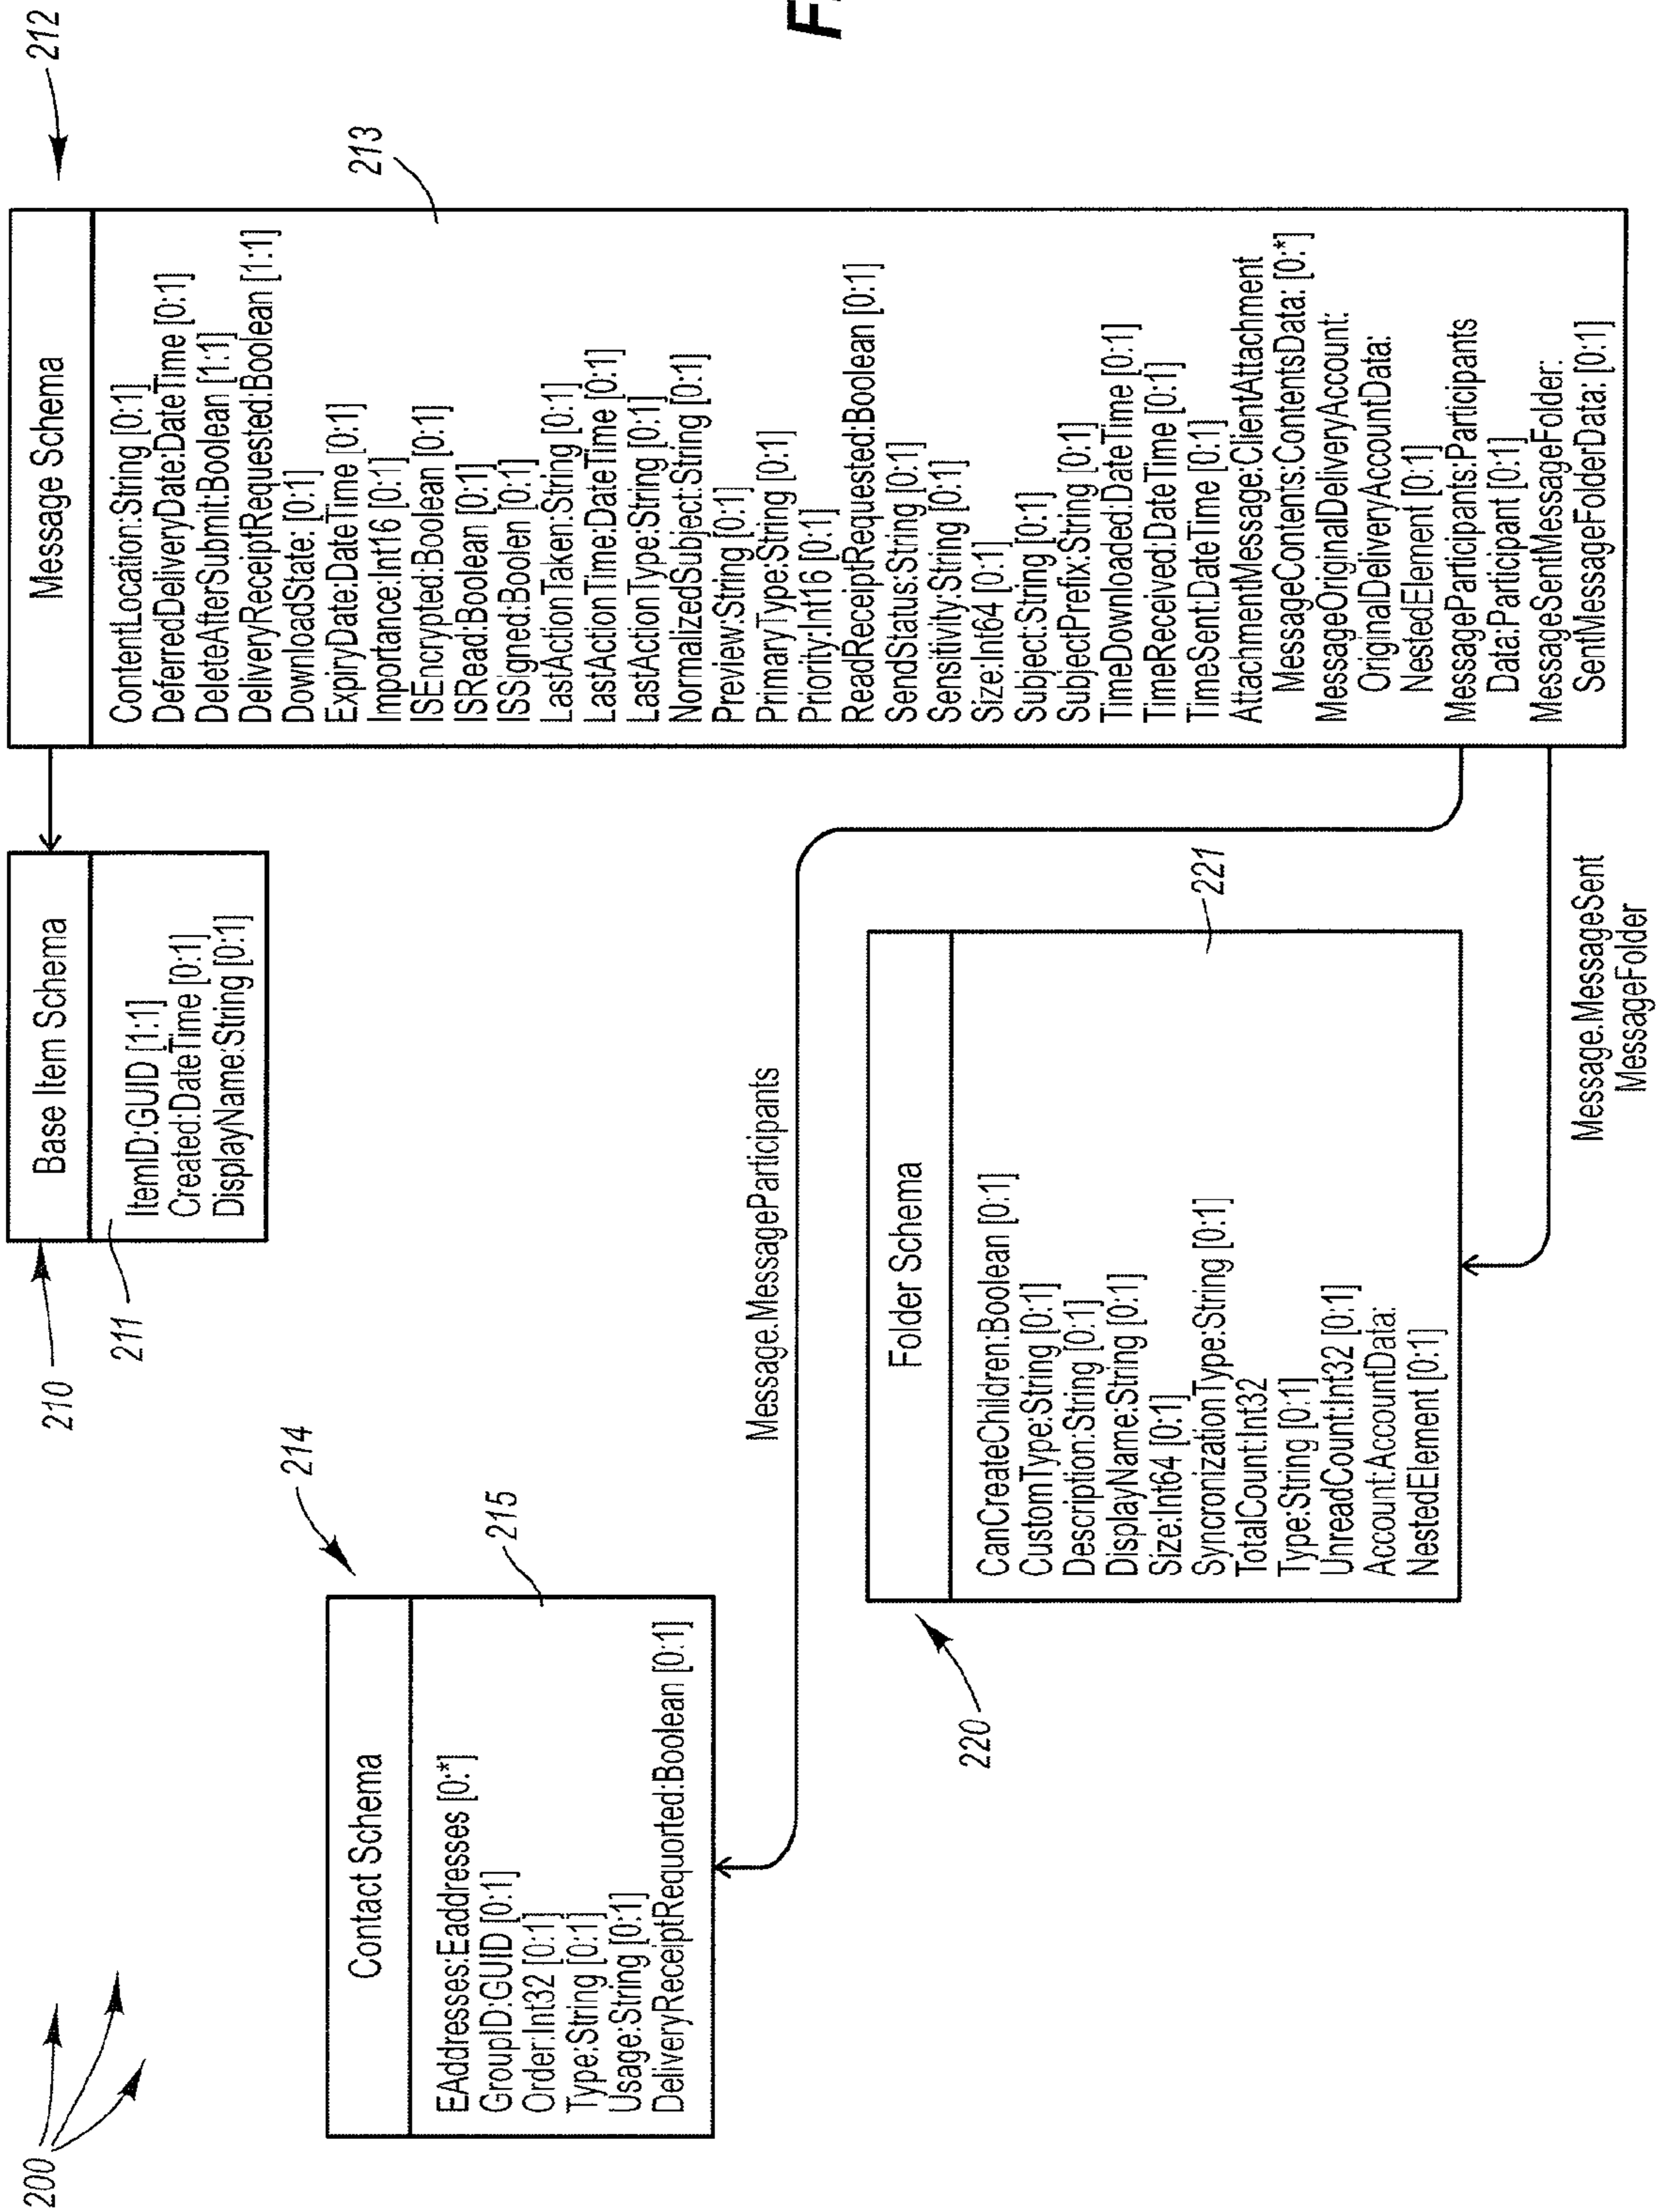 200
210
Base Item Schema
211
ItemID:GUID [1:1]
Created:DateTime [0:1]
DisplayName:String [0:1]
212
Message Schema
213
ContentLocation:String [0:1]
DeferredDeliveryDate:DateTime [0:1]
DeleteAfterSubmit:Boolean [1:1]
DeliveryReceiptRequested:Boolean [1:1]
DownloadState: [0:1]
ExpiryDate:DateTime [0:1]
Importance:Int16 [0:1]
ISEncrypted:Boolean [0:1]
ISRead:Boolean [0:1]
ISSigned:Boolen [0:1]
LastActionTaken:String [0:1]
LastActionTime:DateTime [0:1]
LastActionType:String [0:1]
NormalizedSubject:String [0:1]
Preview:String [0:1]
PrimaryType:String [0:1]
Priority:Int16 [0:1]
ReadReceiptRequested:Boolean [0:1]
SendStatus:String [0:1]
Sensitivity:String [0:1]
Size:Int64 [0:1]
Subject:String [0:1]
SubjectPrefix:String [0:1]
TimeDownloaded:DateTime [0:1]
TimeReceived:DateTime [0:1]
TimeSent:DateTime [0:1]
AttachmentMessage:ClientAttachment
MessageContents:ContentsData: [0:*]
MessageOriginalDeliveryAccount:
OriginalDeliveryAccountData:
NestedElement [0:1]
MessageParticipants:Participants
Data:Participant [0:1]
MessageSentMessageFolder:
SentMessageFolderData: [0:1]
214
Contact Schema
215
EAddresses:Eaddresses [0:*]
GroupID:GUID [0:1]
Order:Int32 [0:1]
Type:String [0:1]
Usage:String [0:1]
DeliveryReceiptRequorted:Boolean [0:1]
Message.MessageParticipants
220
Folder Schema
221
CanCreateChildren:Boolean [0:1]
CustomType:String [0:1]
Description:String [0:1]
DisplayName:String [0:1]
Size:Int64 [0:1]
SyncronizationType:String [0:1]
TotalCount:Int32
Type:String [0:1]
UnreadCount:Int32 [0:1]
Account:AccountData:
NestedElement [0:1]
Message.MessageSent
MessageFolder